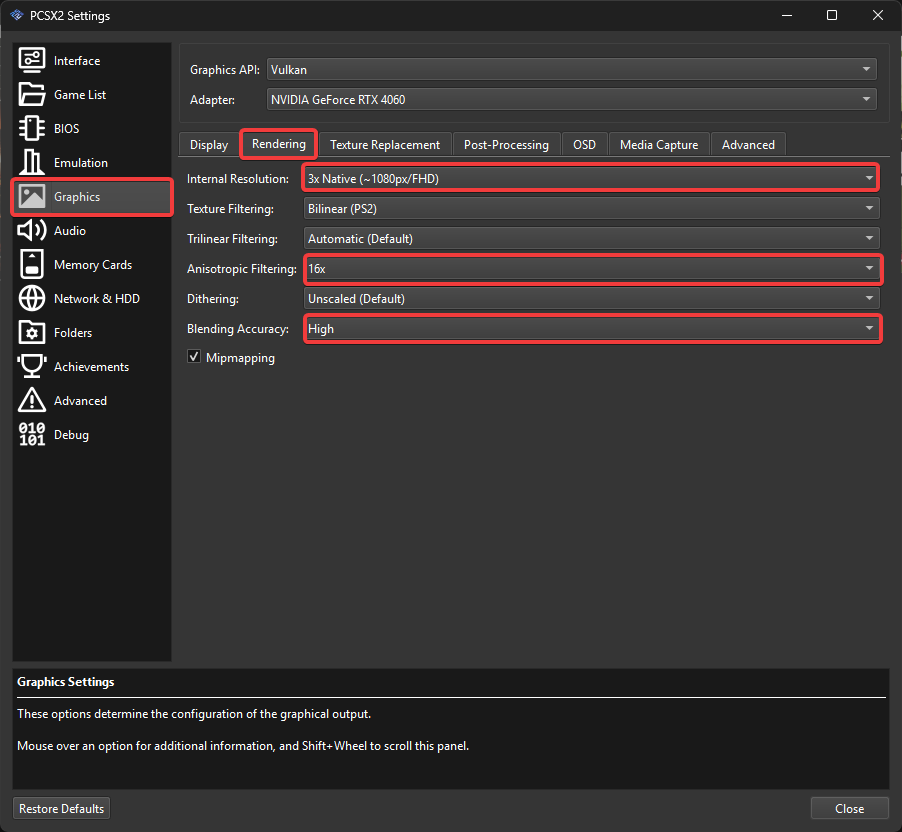 PCSX2 Settings
Interface
Game List
BIOS
Emulation
Graphics
Audio
Memory Cards
Network & HDD
Folders
Achievements
Advanced
010
101
Debug
Graphics API: Vulkan
Adapter: NVIDIA GeForce RTX 4060
Display Rendering Texture Replacement Post-Processing OSD Media Capture Advanced
Internal Resolution: 3x Native (~1080px/FHD)
Texture Filtering: Bilinear (PS2)
Trilinear Filtering: Automatic (Default)
Anisotropic Filtering: 16x
Dithering: Unscaled (Default)
Blending Accuracy: High
Mipmapping
Graphics Settings
These options determine the configuration of the graphical output.
Mouse over an option for additional information, and Shift+Wheel to scroll this panel.
Restore Defaults Close